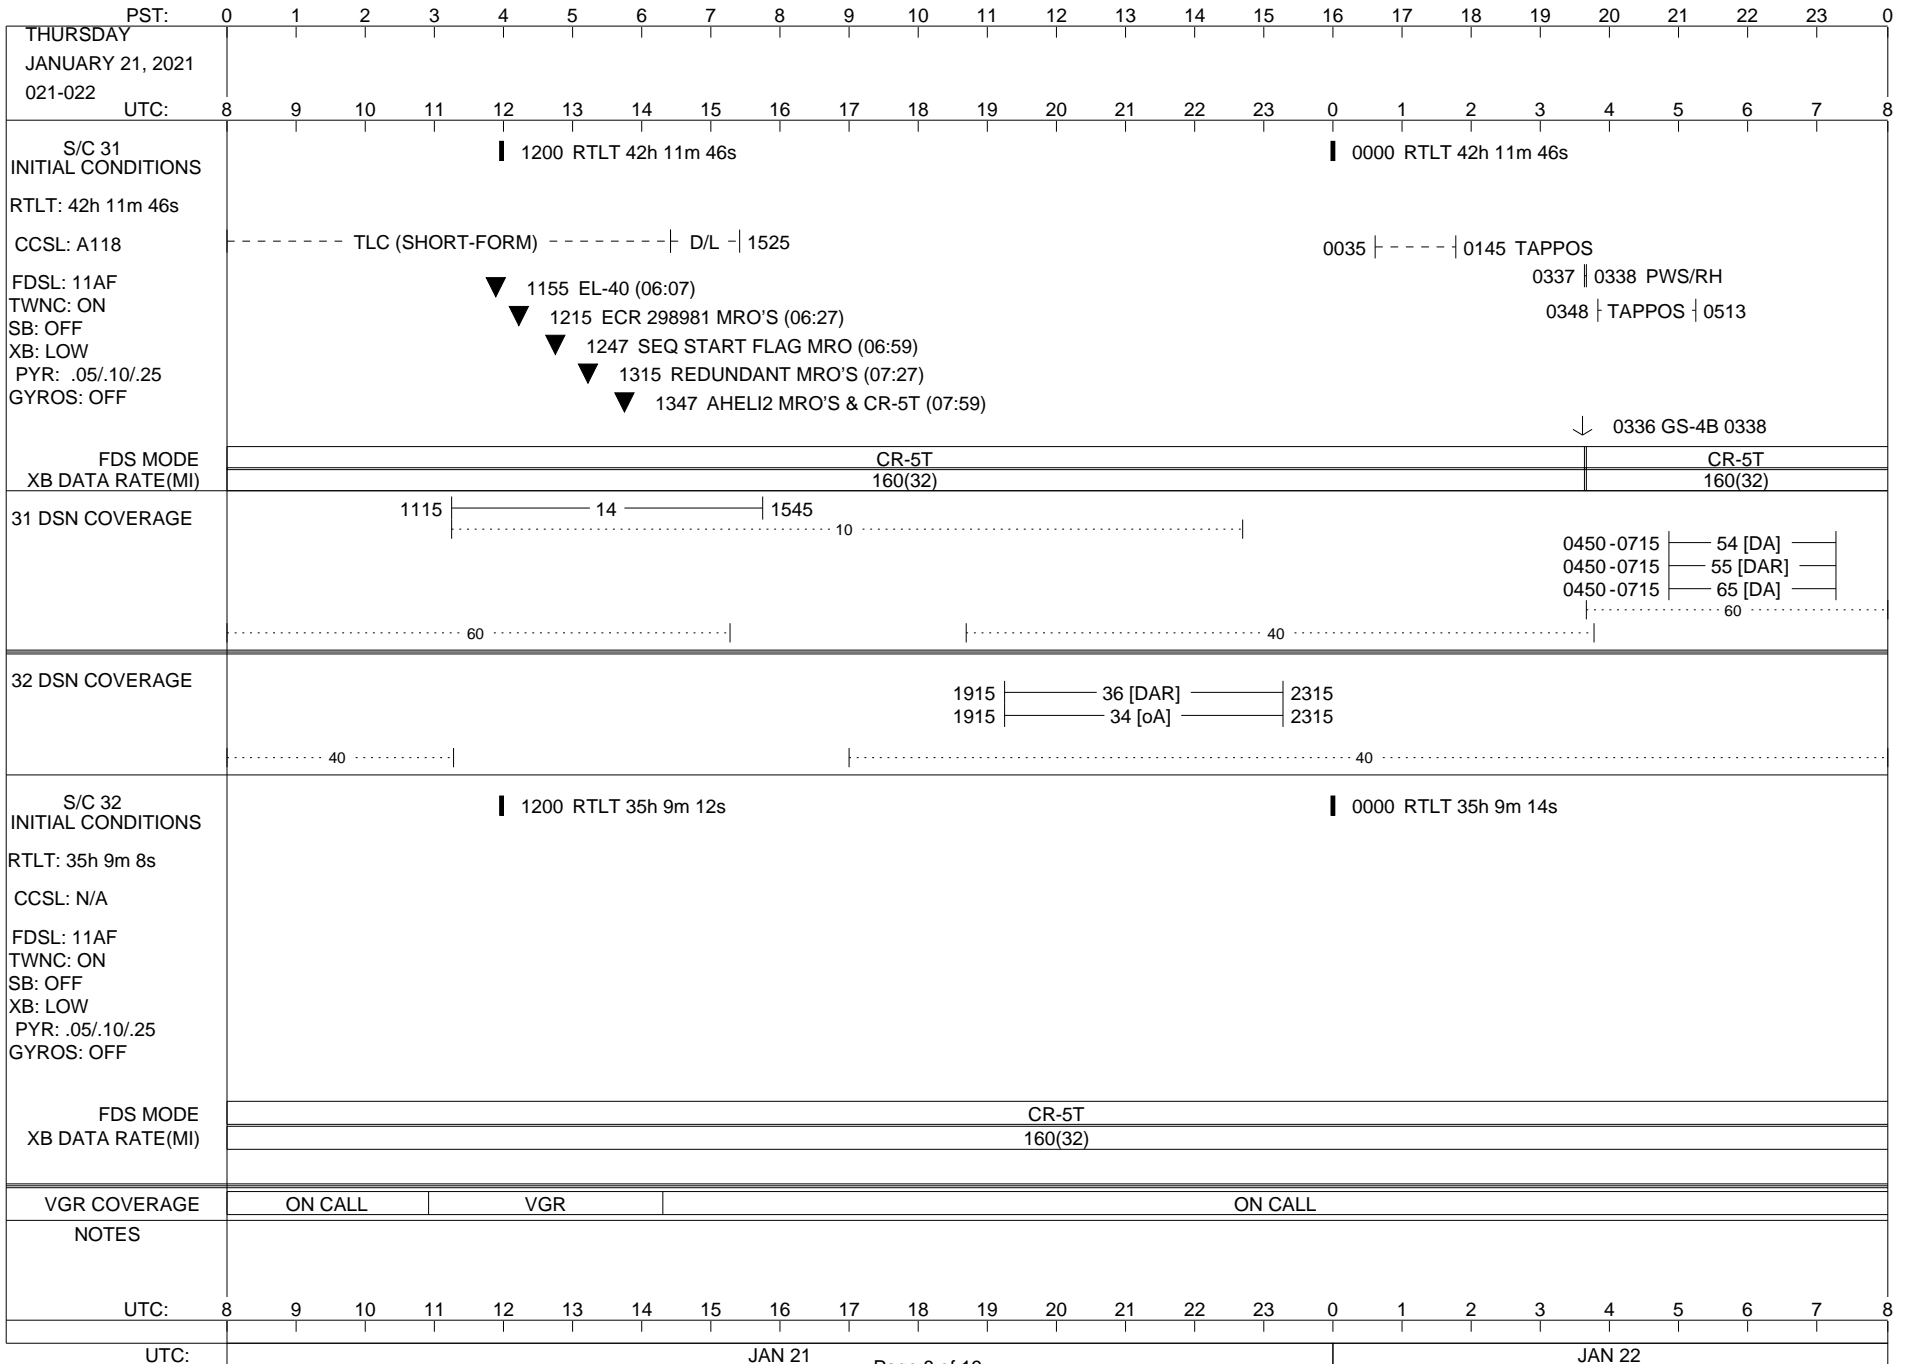 PST: 0 1 2 3 4 5 6 7 8 9 10 11 12 13 14 15 16 17 18 19 20 21 22 23 0
THURSDAY
JANUARY 21, 2021
021-022
UTC: 8 9 10 11 12 13 14 15 16 17 18 19 20 21 22 23 0 1 2 3 4 5 6 7 8
S/C 31
INITIAL CONDITIONS
1200 RTLT 42h 11m 46s
0000 RTLT 42h 11m 46s
RTLT: 42h 11m 46s
CCSL: A118
TLC (SHORT-FORM) D/L 1525
0035 0145 TAPPOS
FDSL: 11AF
0337 0338 PWS/RH
1155 EL-40 (06:07)
TWNC: ON
0348 TAPPOS 0513
1215 ECR 298981 MRO'S (06:27)
SB: OFF
1247 SEQ START FLAG MRO (06:59)
XB: LOW
PYR: .05/.10/.25
1315 REDUNDANT MRO'S (07:27)
GYROS: OFF
1347 AHELI2 MRO'S & CR-5T (07:59)
0336 GS-4B 0338
FDS MODE CR-5T CR-5T
XB DATA RATE(MI) 160(32) 160(32)
31 DSN COVERAGE
1115 14 1545
10
0450-0715 54 [DA]
0450-0715 55 [DAR]
0450-0715 65 [DA]
60
60 40
32 DSN COVERAGE
1915 36 [DAR] 2315
1915 34 [oA] 2315
40 40
S/C 32
INITIAL CONDITIONS
1200 RTLT 35h 9m 12s
0000 RTLT 35h 9m 14s
RTLT: 35h 9m 8s
CCSL: N/A
FDSL: 11AF
TWNC: ON
SB: OFF
XB: LOW
PYR: .05/.10/.25
GYROS: OFF
FDS MODE CR-5T
XB DATA RATE(MI) 160(32)
VGR COVERAGE ON CALL VGR ON CALL
NOTES
UTC: 8 9 10 11 12 13 14 15 16 17 18 19 20 21 22 23 0 1 2 3 4 5 6 7 8
UTC: JAN 21 JAN 22